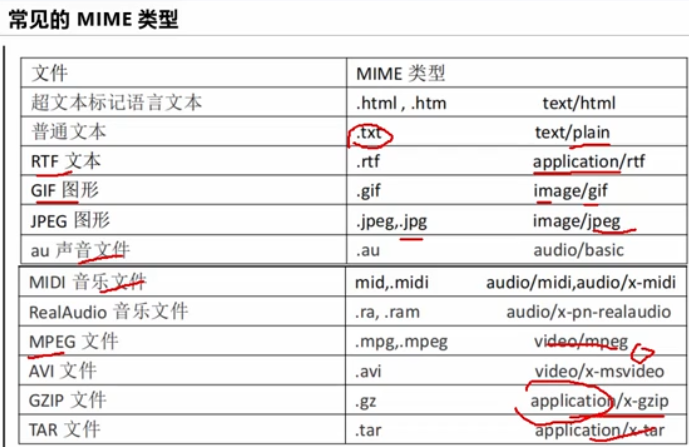 常见的 MIME 类型
文件 MIME 类型
超文本标记语言文本 .html , .htm text/html
普通文本 .txt text/plain
RTF 文本 .rtf application/rtf
GIF 图形 .gif image/gif
JPEG 图形 .jpeg,.jpg image/jpeg
au 声音文件 .au audio/basic
MIDI 音乐文件 mid,.midi audio/midi,audio/x-midi
RealAudio 音乐文件 .ra, .ram audio/x-pn-realaudio
MPEG 文件 .mpg,.mpeg video/mpeg
AVI 文件 .avi video/x-msvideo
GZIP 文件 .gz application/x-gzip
TAR 文件 .tar application/x-tar